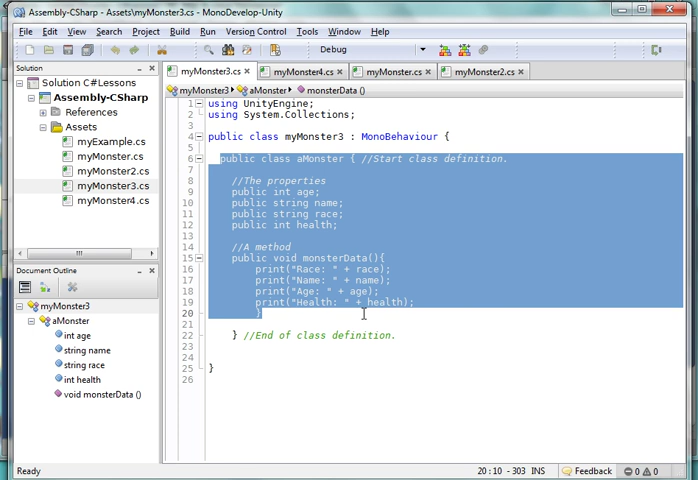 Assembly-CSharp - Assets\myMonster3.cs - MonoDevelop-Unity
File Edit View Search Project Build Run Version Control Tools Window Help
Debug
Solution
Solution C#Lessons
Assembly-CSharp
References
Assets
myExample.cs
myMonster.cs
myMonster2.cs
myMonster3.cs
myMonster4.cs
Document Outline
myMonster3
aMonster
int age
string name
string race
int health
void monsterData ()
myMonster3.cs myMonster4.cs myMonster.cs myMonster2.cs
myMonster3 aMonster monsterData ()
1 using UnityEngine;
2 using System.Collections;
3
4 public class myMonster3 : MonoBehaviour {
5
6 public class aMonster { //Start class definition.
7
8 //The properties
9 public int age;
10 public string name;
11 public string race;
12 public int health;
13
14 //A method
15 public void monsterData(){
16 print("Race: " + race);
17 print("Name: " + name);
18 print("Age: " + age);
19 print("Health: " + health);
20 }
21
22 } //End of class definition.
23
24
25 }
26
Ready 20 : 10 - 303 INS Feedback 0 0